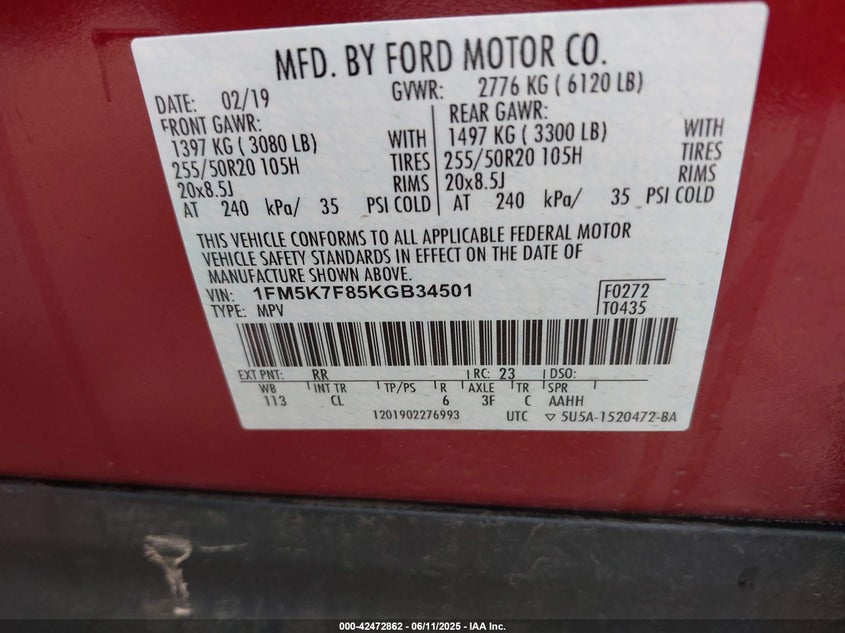 MFD. BY FORD MOTOR CO.
DATE: 02/19 GVWR: 2776 KG ( 6120 LB)
FRONT GAWR: REAR GAWR:
1397 KG ( 3080 LB) WITH 1497 KG ( 3300 LB) WITH
255/50R20 105H TIRES 255/50R20 105H TIRES
20x8.5J RIMS 20x8.5J RIMS
AT 240 kPa/ 35 PSI COLD AT 240 kPa/ 35 PSI COLD
THIS VEHICLE CONFORMS TO ALL APPLICABLE FEDERAL MOTOR
VEHICLE SAFETY STANDARDS IN EFFECT ON THE DATE OF
MANUFACTURE SHOWN ABOVE.
VIN: 1FM5K7F85KGB34501 F0272
TYPE: MPV T0435
EXT PNT: RR RC: 23 DSO:
WB INT TR TP/PS R AXLE TR SPR
113 CL 6 3F C AAHH
1201902276993 UTC ▽ 5U5A-1520472-BA
000-42472862 - 06/11/2025 - IAA Inc.